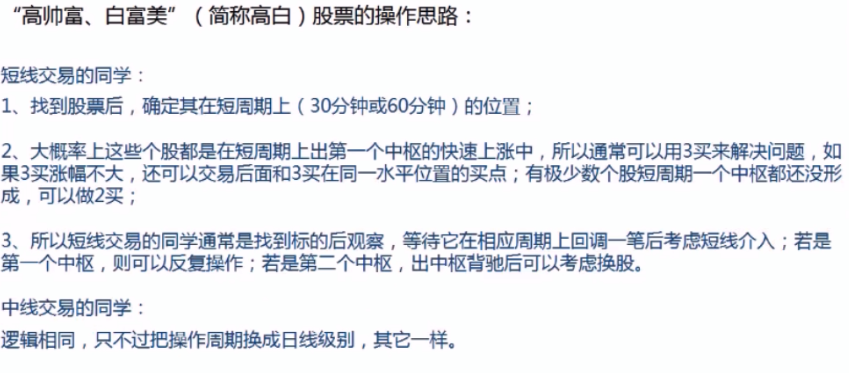 “高帅富、白富美”（简称高白）股票的操作思路：
短线交易的同学：
1、找到股票后，确定其在短周期上（30分钟或60分钟）的位置；
2、大概率上这些个股都是在短周期上出第一个中枢的快速上涨中，所以通常可以用3买来解决问题，如
果3买涨幅不大，还可以交易后面和3买在同一水平位置的买点；有极少数个股短周期一个中枢都还没形
成，可以做2买；
3、所以短线交易的同学通常是找到标的后观察，等待它在相应周期上回调一笔后考虑短线介入；若是
第一个中枢，则可以反复操作；若是第二个中枢，出中枢背驰后可以考虑换股。
中线交易的同学：
逻辑相同，只不过把操作周期换成日线级别，其它一样。